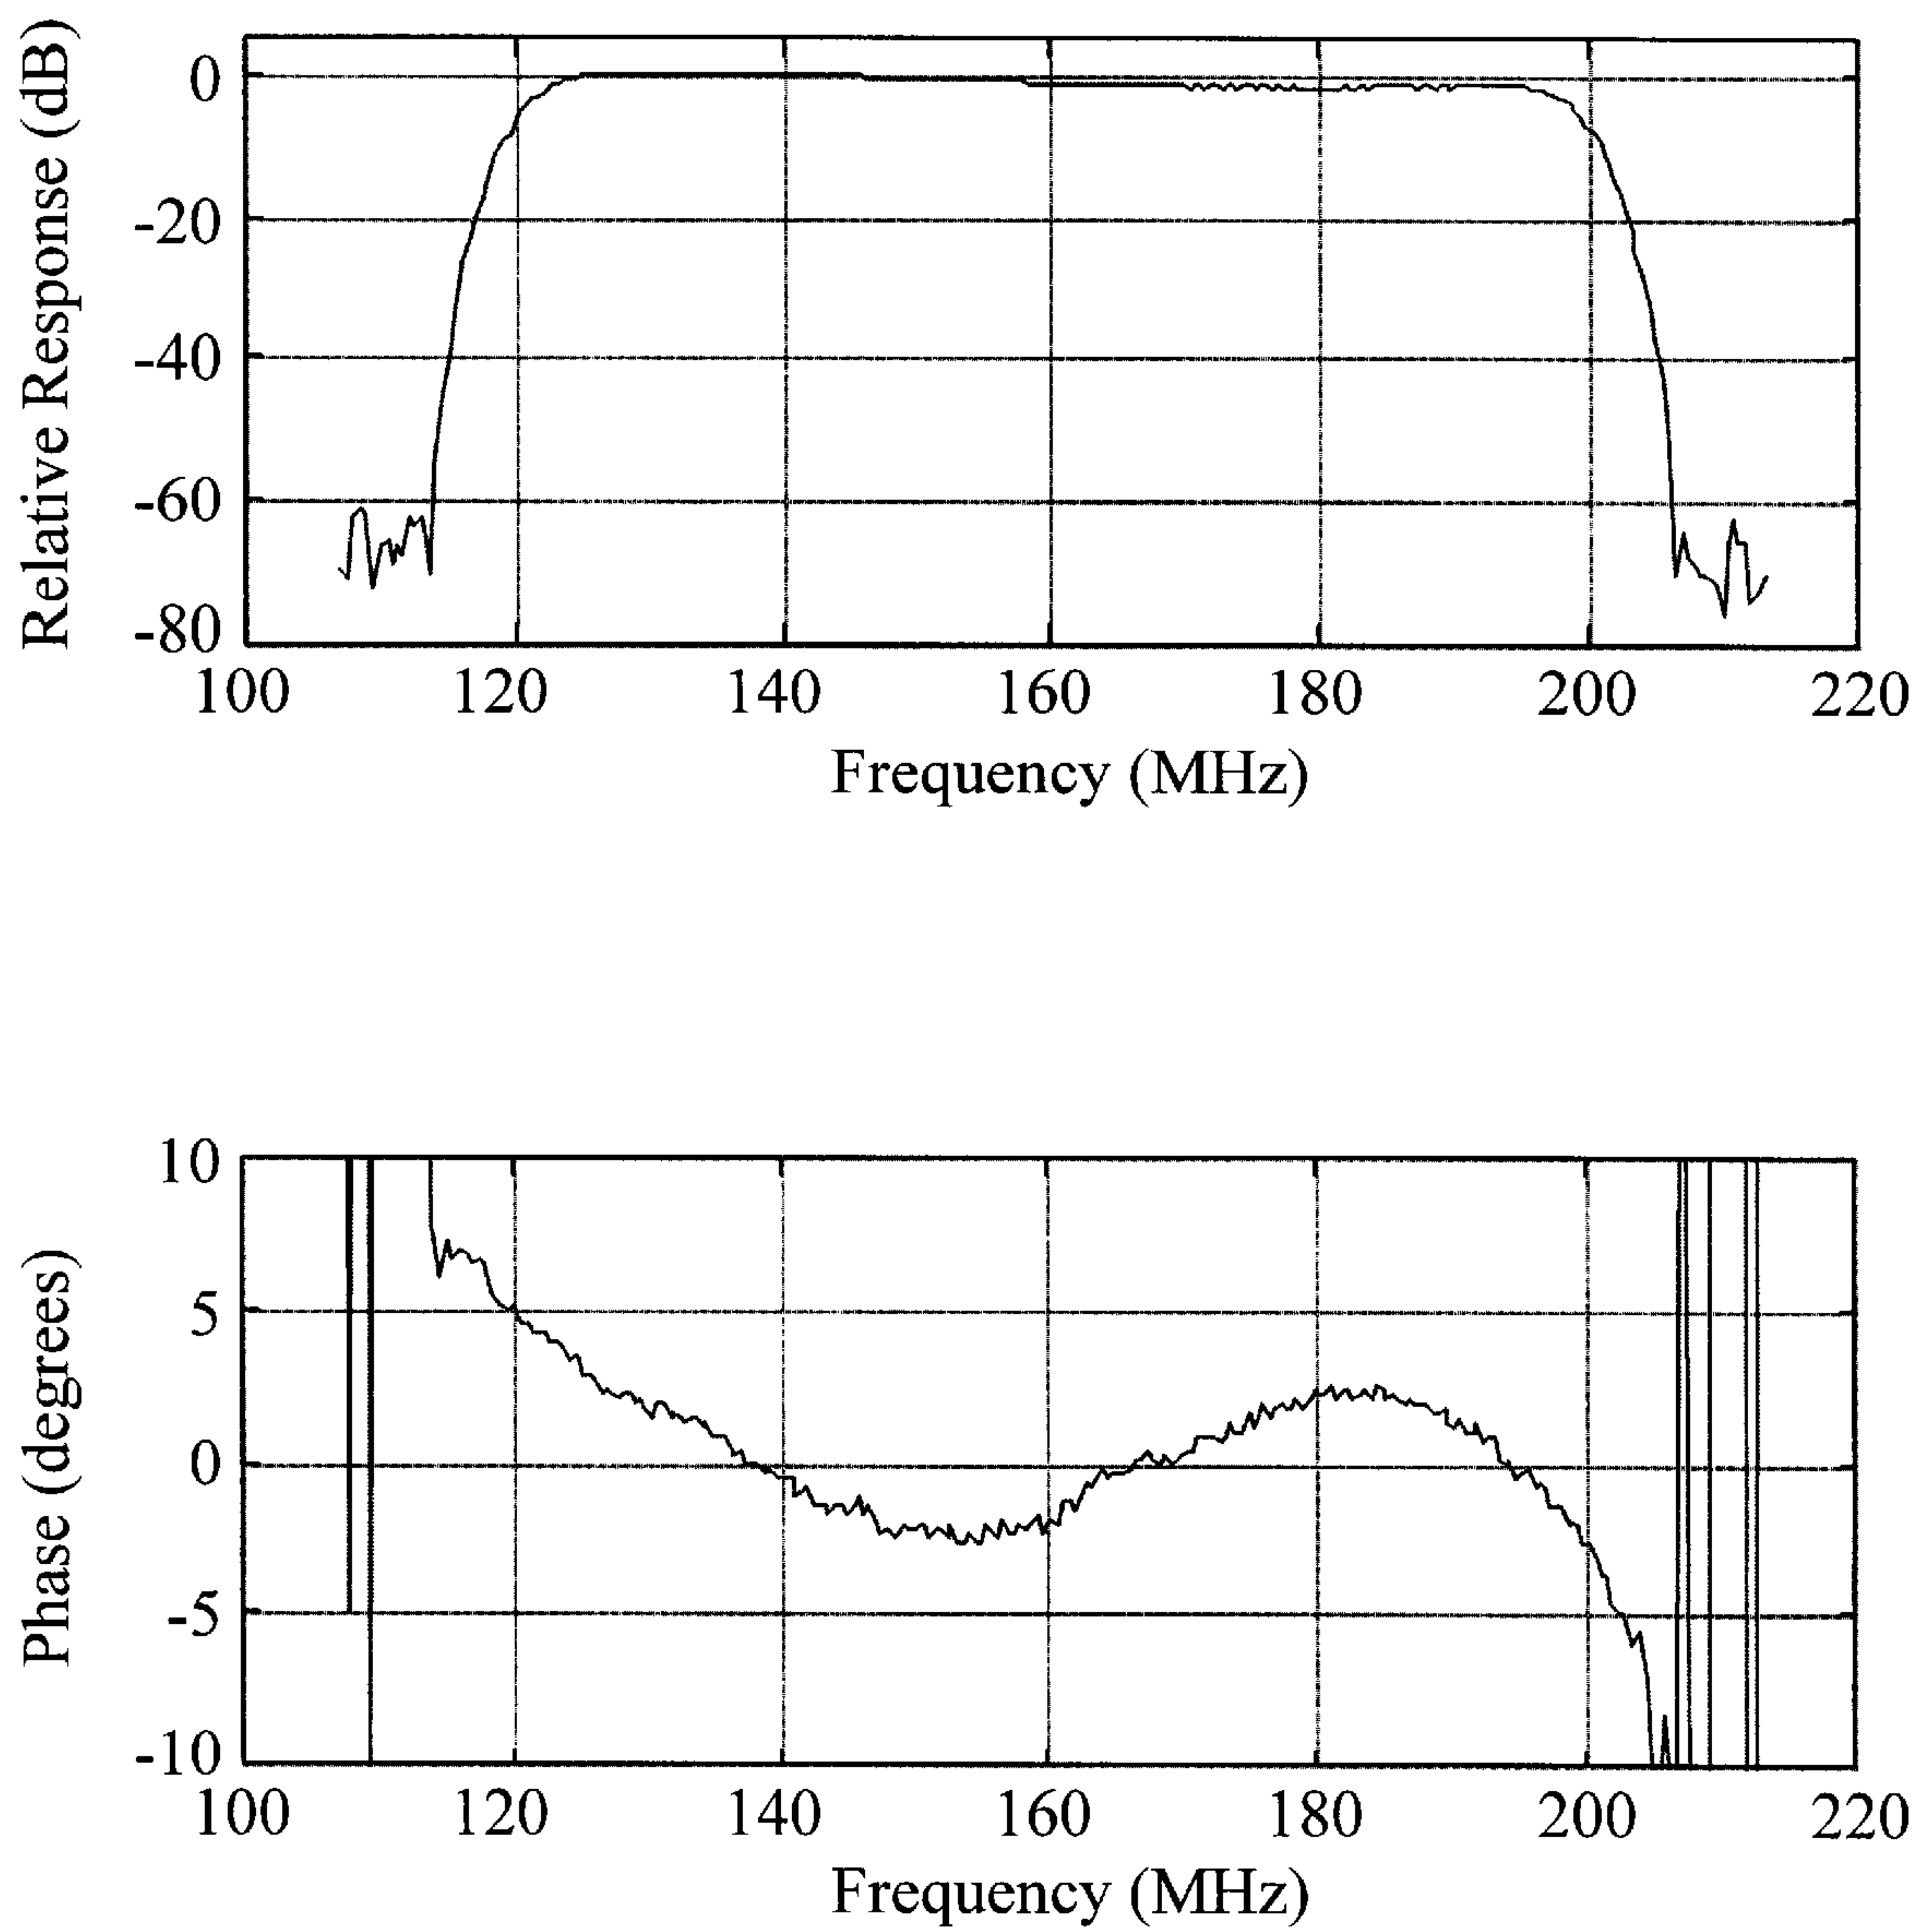 Relative Response (dB)
0
-20
-40
-60
-80
100 120 140 160 180 200 220
Frequency (MHz)
Phase (degrees)
10
5
0
-5
-10
100 120 140 160 180 200 220
Frequency (MHz)